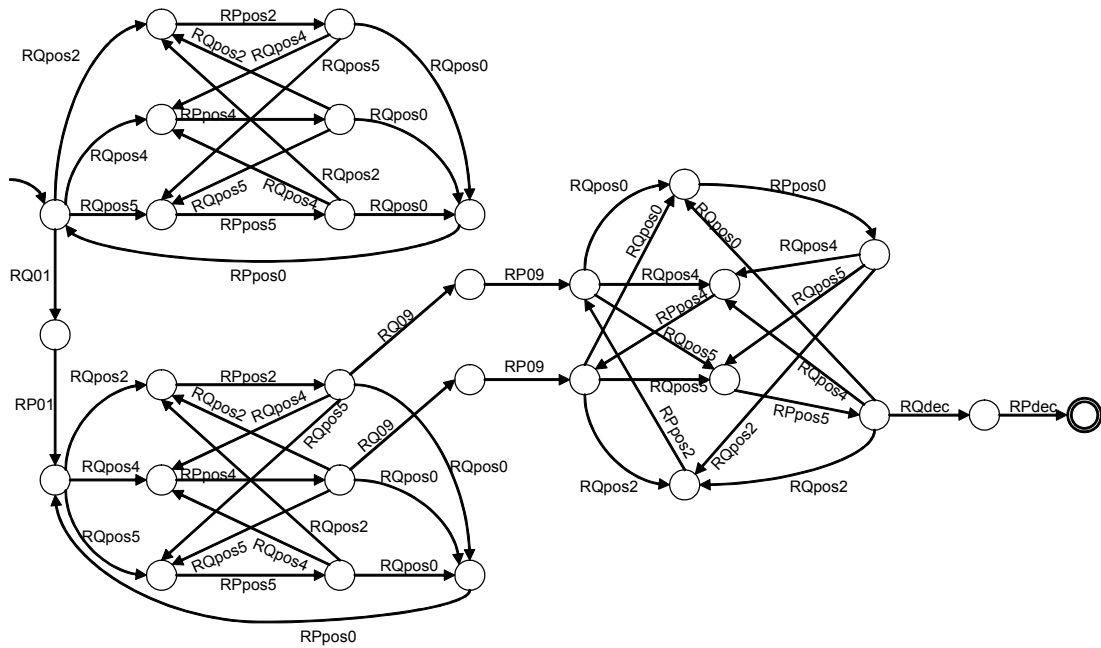 RPpos2
RQpos2
RQpos4
RQpos2
RQpos5
RQpos0
RPpos4
RQpos0
RQpos4
RQpos2
RQpos5
RQpos4
RQpos5
RPpos5
RQpos0
RPpos0
RQ01
RP01
RQpos0
RPpos0
RQpos0
RQpos0
RQpos4
RP09
RQpos4
RQpos5
RPpos4
RQ09
RQpos5
RP09
RQpos5
RQpos4
RPpos5
RQdec
RPdec
RPpos2
RQpos2
RQpos2
RQpos2
RQpos2
RPpos2
RQpos2
RQpos4
RQpos5
RQ09
RQpos4
RPpos4
RQpos0
RQpos0
RQpos5
RQpos2
RQpos5
RQpos4
RPpos5
RQpos0
RPpos0